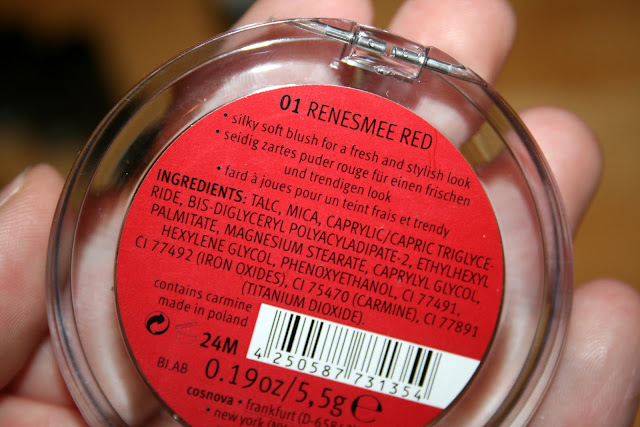 01 RENESMEE RED
• silky soft blush for a fresh and stylish look
• seidig zartes puder rouge für einen frischen
und trendigen look
• fard à joues pour un teint frais et trendy
INGREDIENTS: TALC, MICA, CAPRYLIC/CAPRIC TRIGLYCE-
RIDE, BIS-DIGLYCERYL POLYACYLADIPATE-2, ETHYLHEXYL
PALMITATE, MAGNESIUM STEARATE, CAPRYLYL GLYCOL,
HEXYLENE GLYCOL, PHENOXYETHANOL, CI 77491,
CI 77492 (IRON OXIDES), CI 75470 (CARMINE), CI 77891
(TITANIUM DIOXIDE).
contains carmine
made in poland
24M
4 250587 731354
BI.AB
0.19oz/5,5g e
cosnova • frankfurt (D-658
• new york